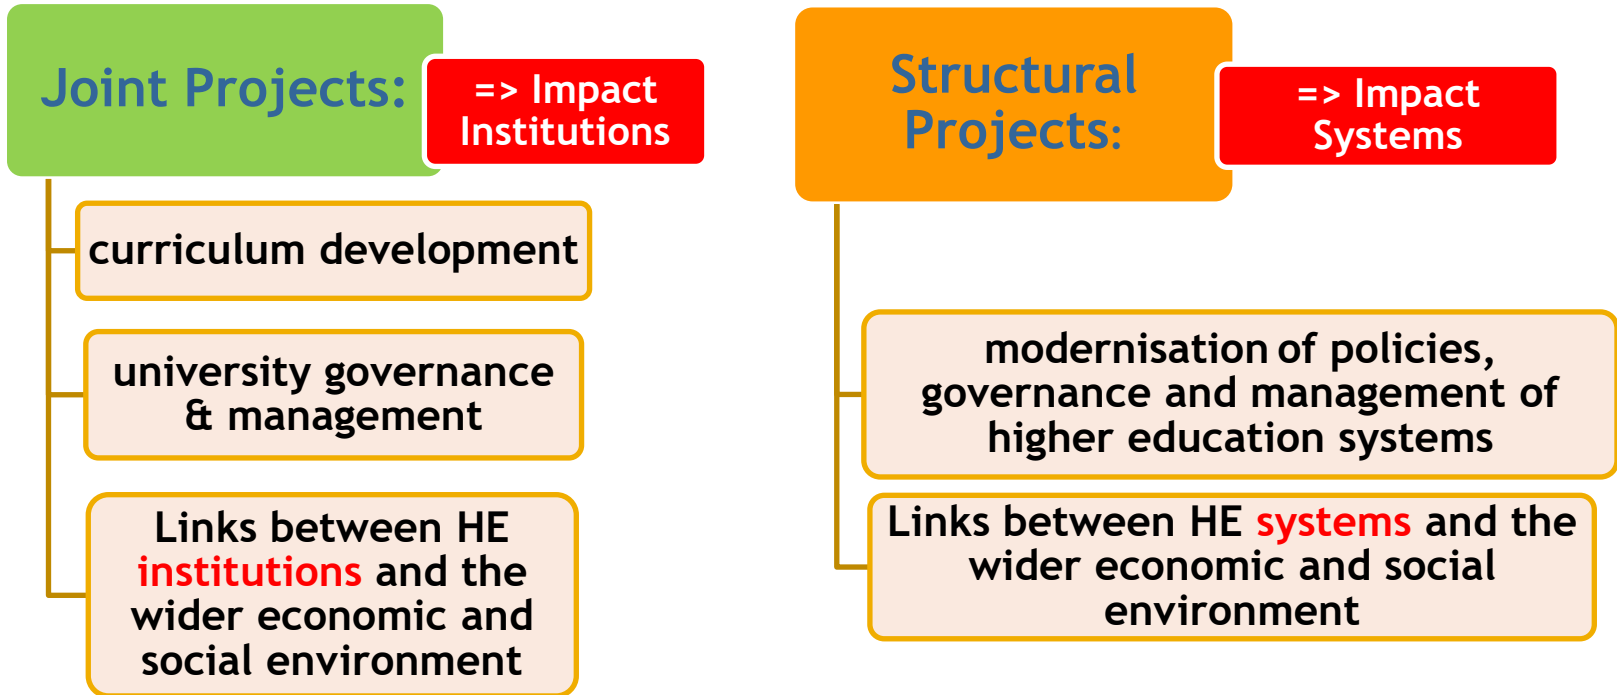 Joint Projects:
=> Impact
Institutions
curriculum development
university governance
& management
Links between HE
institutions and the
wider economic and
social environment
Structural
Projects:
=> Impact
Systems
modernisation of policies,
governance and management of
higher education systems
Links between HE systems and the
wider economic and social
environment